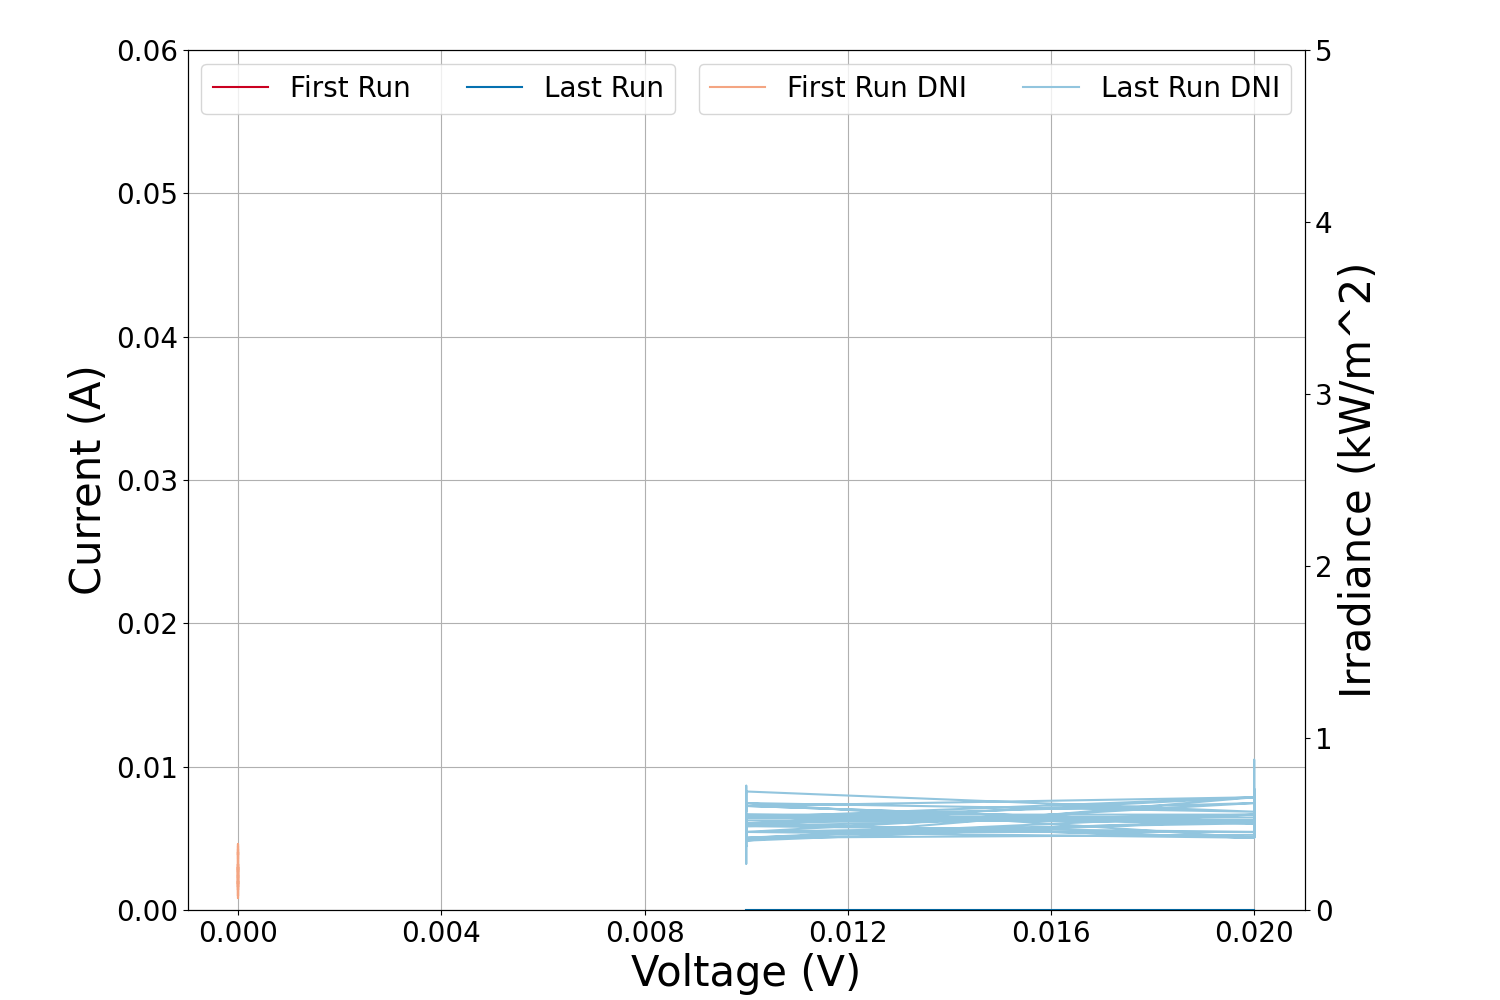 First Run
Last Run
First Run DNI
Last Run DNI
0.06
0.05
0.04
0.03
0.02
0.01
0.00
Current (A)
5
4
3
2
1
0
Irradiance (kW/m^2)
0.000
0.004
0.008
0.012
0.016
0.020
Voltage (V)